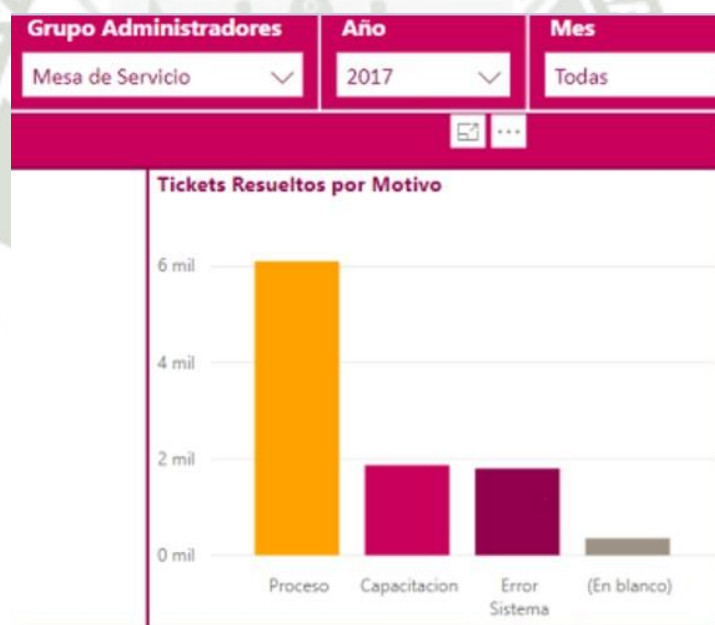 Grupo Administradores
Año
Mes
Mesa de Servicio
2017
Todas
Tickets Resueltos por Motivo
6 mil
4 mil
2 mil
0 mil
Proceso
Capacitacion
Error
Sistema
(En blanco)